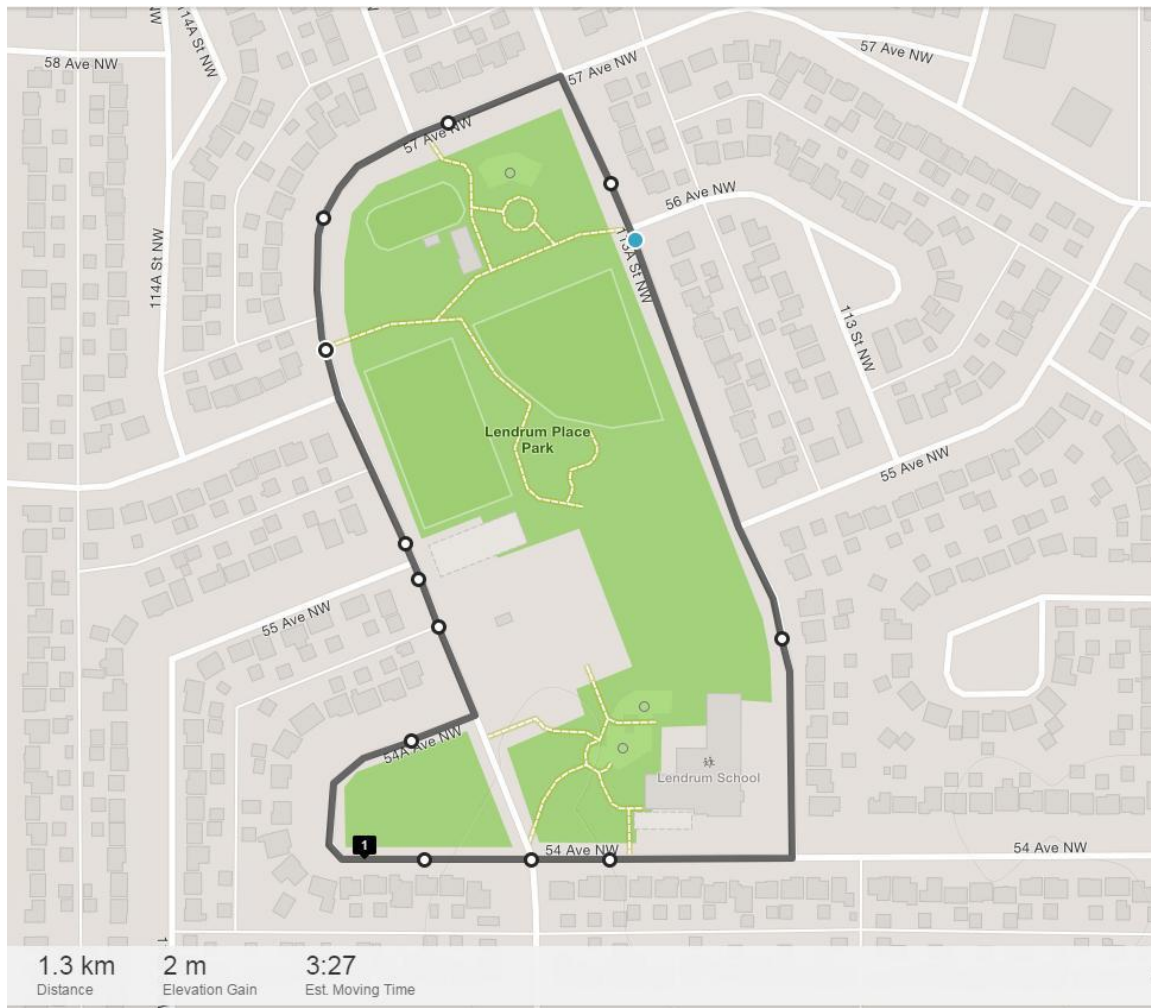 114A St NW
58 Ave NW
57 Ave NW
57 Ave NW
57 Ave NW
56 Ave NW
113A St NW
114A St NW
113 St NW
Lendrum Place
Park
55 Ave NW
55 Ave NW
54A Ave NW
Lendrum School
1
54 Ave NW
54 Ave NW
1.3 km
2 m
3:27
Distance
Elevation Gain
Est. Moving Time